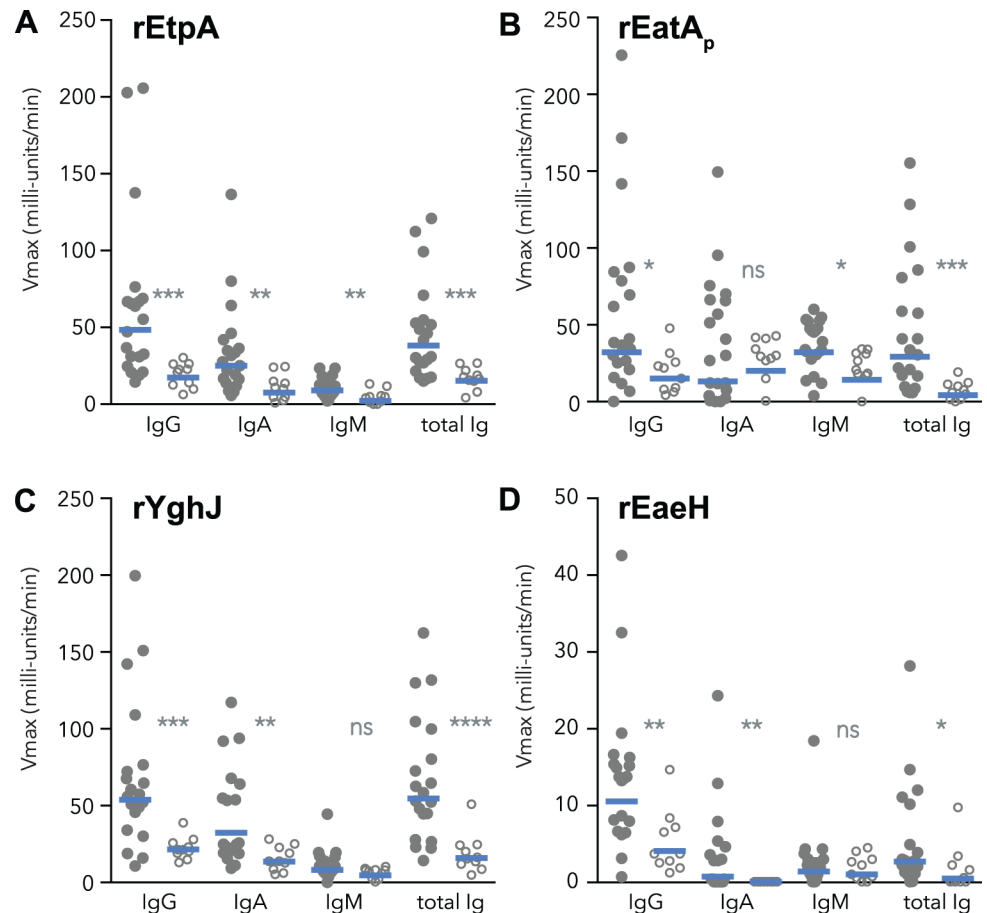 A rEtpA
Vmax (milli-units/min)
250
200
150
100
50
0
*** ** ** ***
IgG IgA IgM total Ig
B rEatAp
Vmax (milli-units/min)
250
200
150
100
50
0
* ns * ***
IgG IgA IgM total Ig
C rYghJ
Vmax (milli-units/min)
250
200
150
100
50
0
*** ** ns ****
IgG IgA IgM total Ig
D rEaeH
Vmax (milli-units/min)
50
40
30
20
10
0
** ** ns *
IgG IgA IgM total Ig